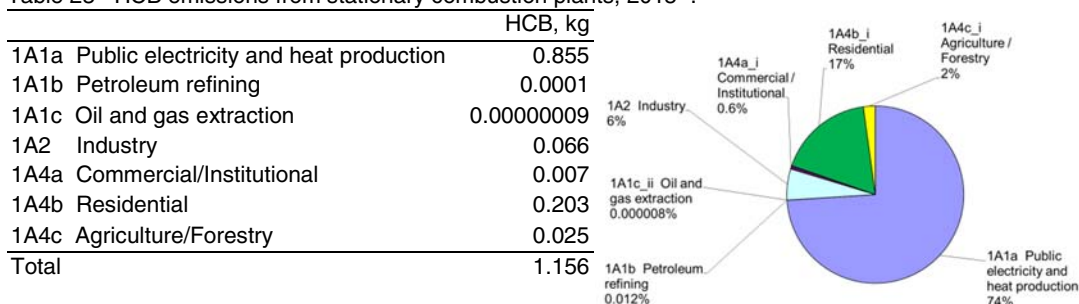 Table 28 HCB emissions from stationary combustion plants, 2015
HCB, kg
1A1a Public electricity and heat production 0.855
1A1b Petroleum refining 0.0001
1A1c Oil and gas extraction 0.00000009
1A2 Industry 0.066
1A4a Commercial/Institutional 0.007
1A4b Residential 0.203
1A4c Agriculture/Forestry 0.025
Total 1.156
1A4c_i
Agriculture /
Forestry
2%
1A4b_i
Residential
17%
1A4a_i
Commercial /
Institutional
0.6%
1A2 Industry
6%
1A1c_ii Oil and
gas extraction
0.000008%
1A1b Petroleum
refining
0.012%
1A1a Public
electricity and
heat production
74%